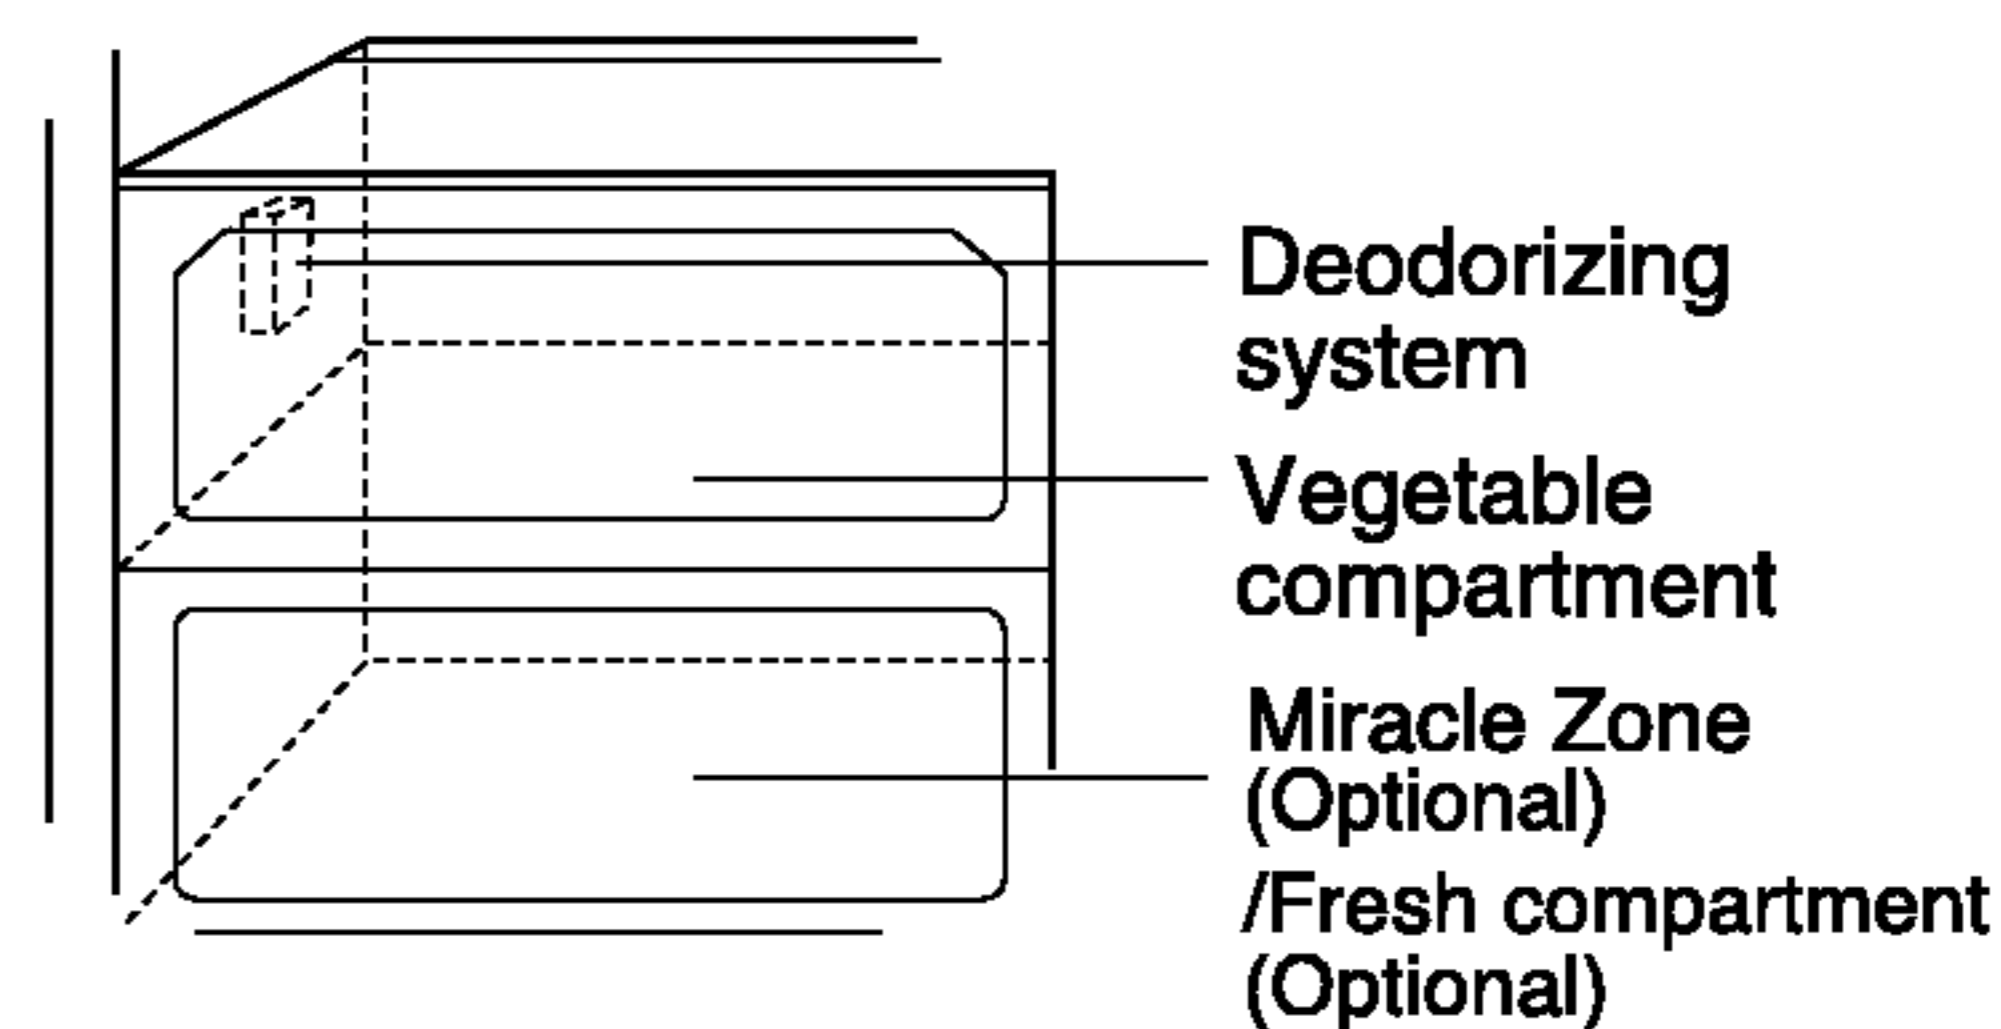 Deodorizing
system
Vegetable
compartment
Miracle Zone
(Optional)
/Fresh compartment
(Optional)